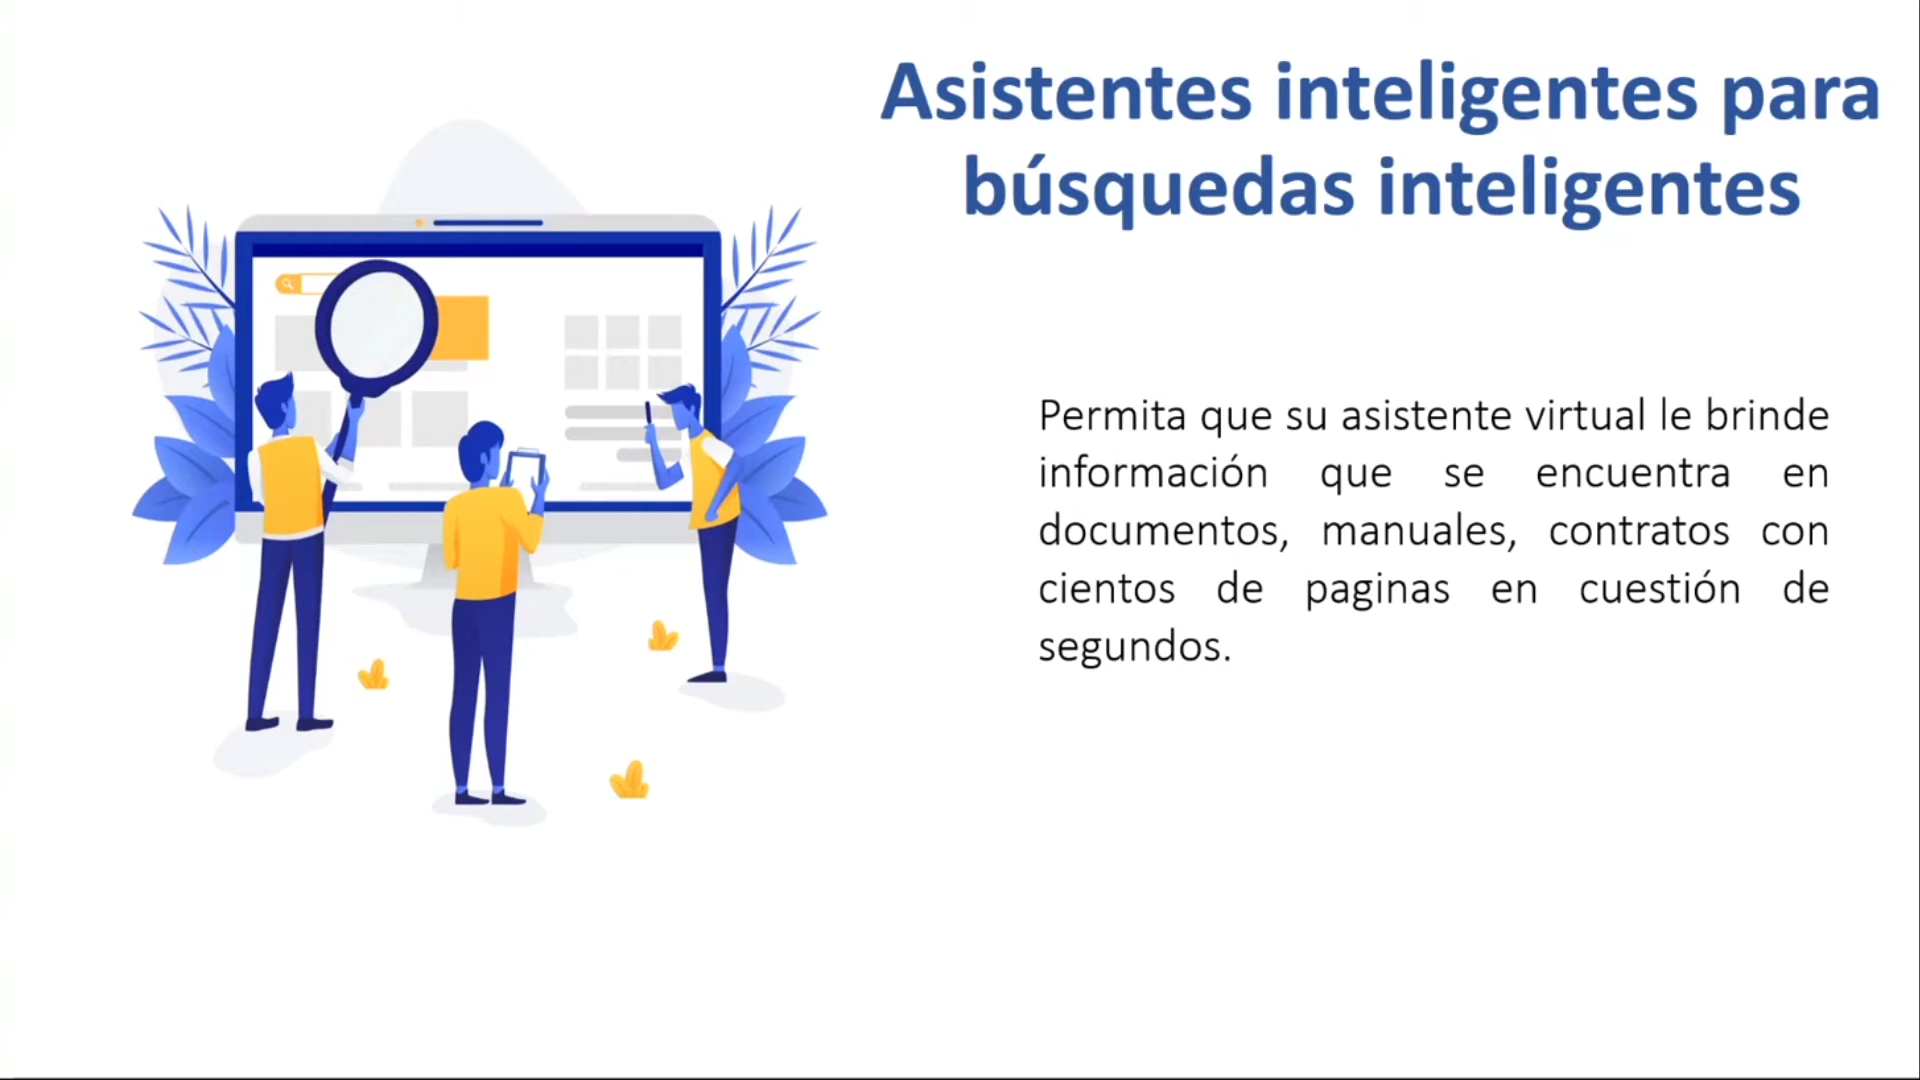 Asistentes inteligentes para
búsquedas inteligentes
Permita que su asistente virtual le brinde
información que se encuentra en
documentos, manuales, contratos con
cientos de paginas en cuestión de
segundos.